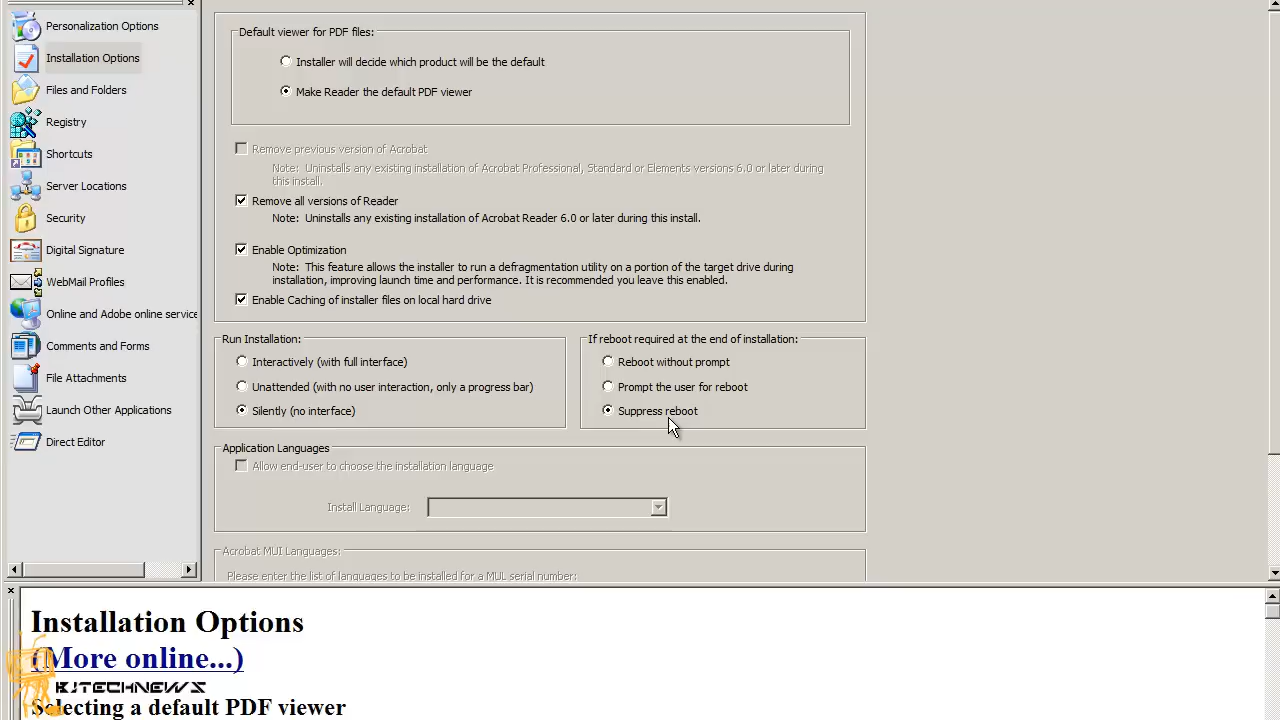 Personalization Options
Installation Options
Files and Folders
Registry
Shortcuts
Server Locations
Security
Digital Signature
WebMail Profiles
Online and Adobe online service
Comments and Forms
File Attachments
Launch Other Applications
Direct Editor
Default viewer for PDF files:
Installer will decide which product will be the default
Make Reader the default PDF viewer
Remove previous version of Acrobat
Note: Uninstalls any existing installation of Acrobat Professional, Standard or Elements versions 6.0 or later during
this install.
Remove all versions of Reader
Note: Uninstalls any existing installation of Acrobat Reader 6.0 or later during this install.
Enable Optimization
Note: This feature allows the installer to run a defragmentation utility on a portion of the target drive during
installation, improving launch time and performance. It is recommended you leave this enabled.
Enable Caching of installer files on local hard drive
Run Installation:
Interactively (with full interface)
Unattended (with no user interaction, only a progress bar)
Silently (no interface)
If reboot required at the end of installation:
Reboot without prompt
Prompt the user for reboot
Suppress reboot
Application Languages
Allow end-user to choose the installation language
Install Language:
Acrobat MUI Languages:
Please enter the list of languages to be installed for a MUL serial number:
Installation Options
(More online...)
KJTECHNEWS
Selecting a default PDF viewer